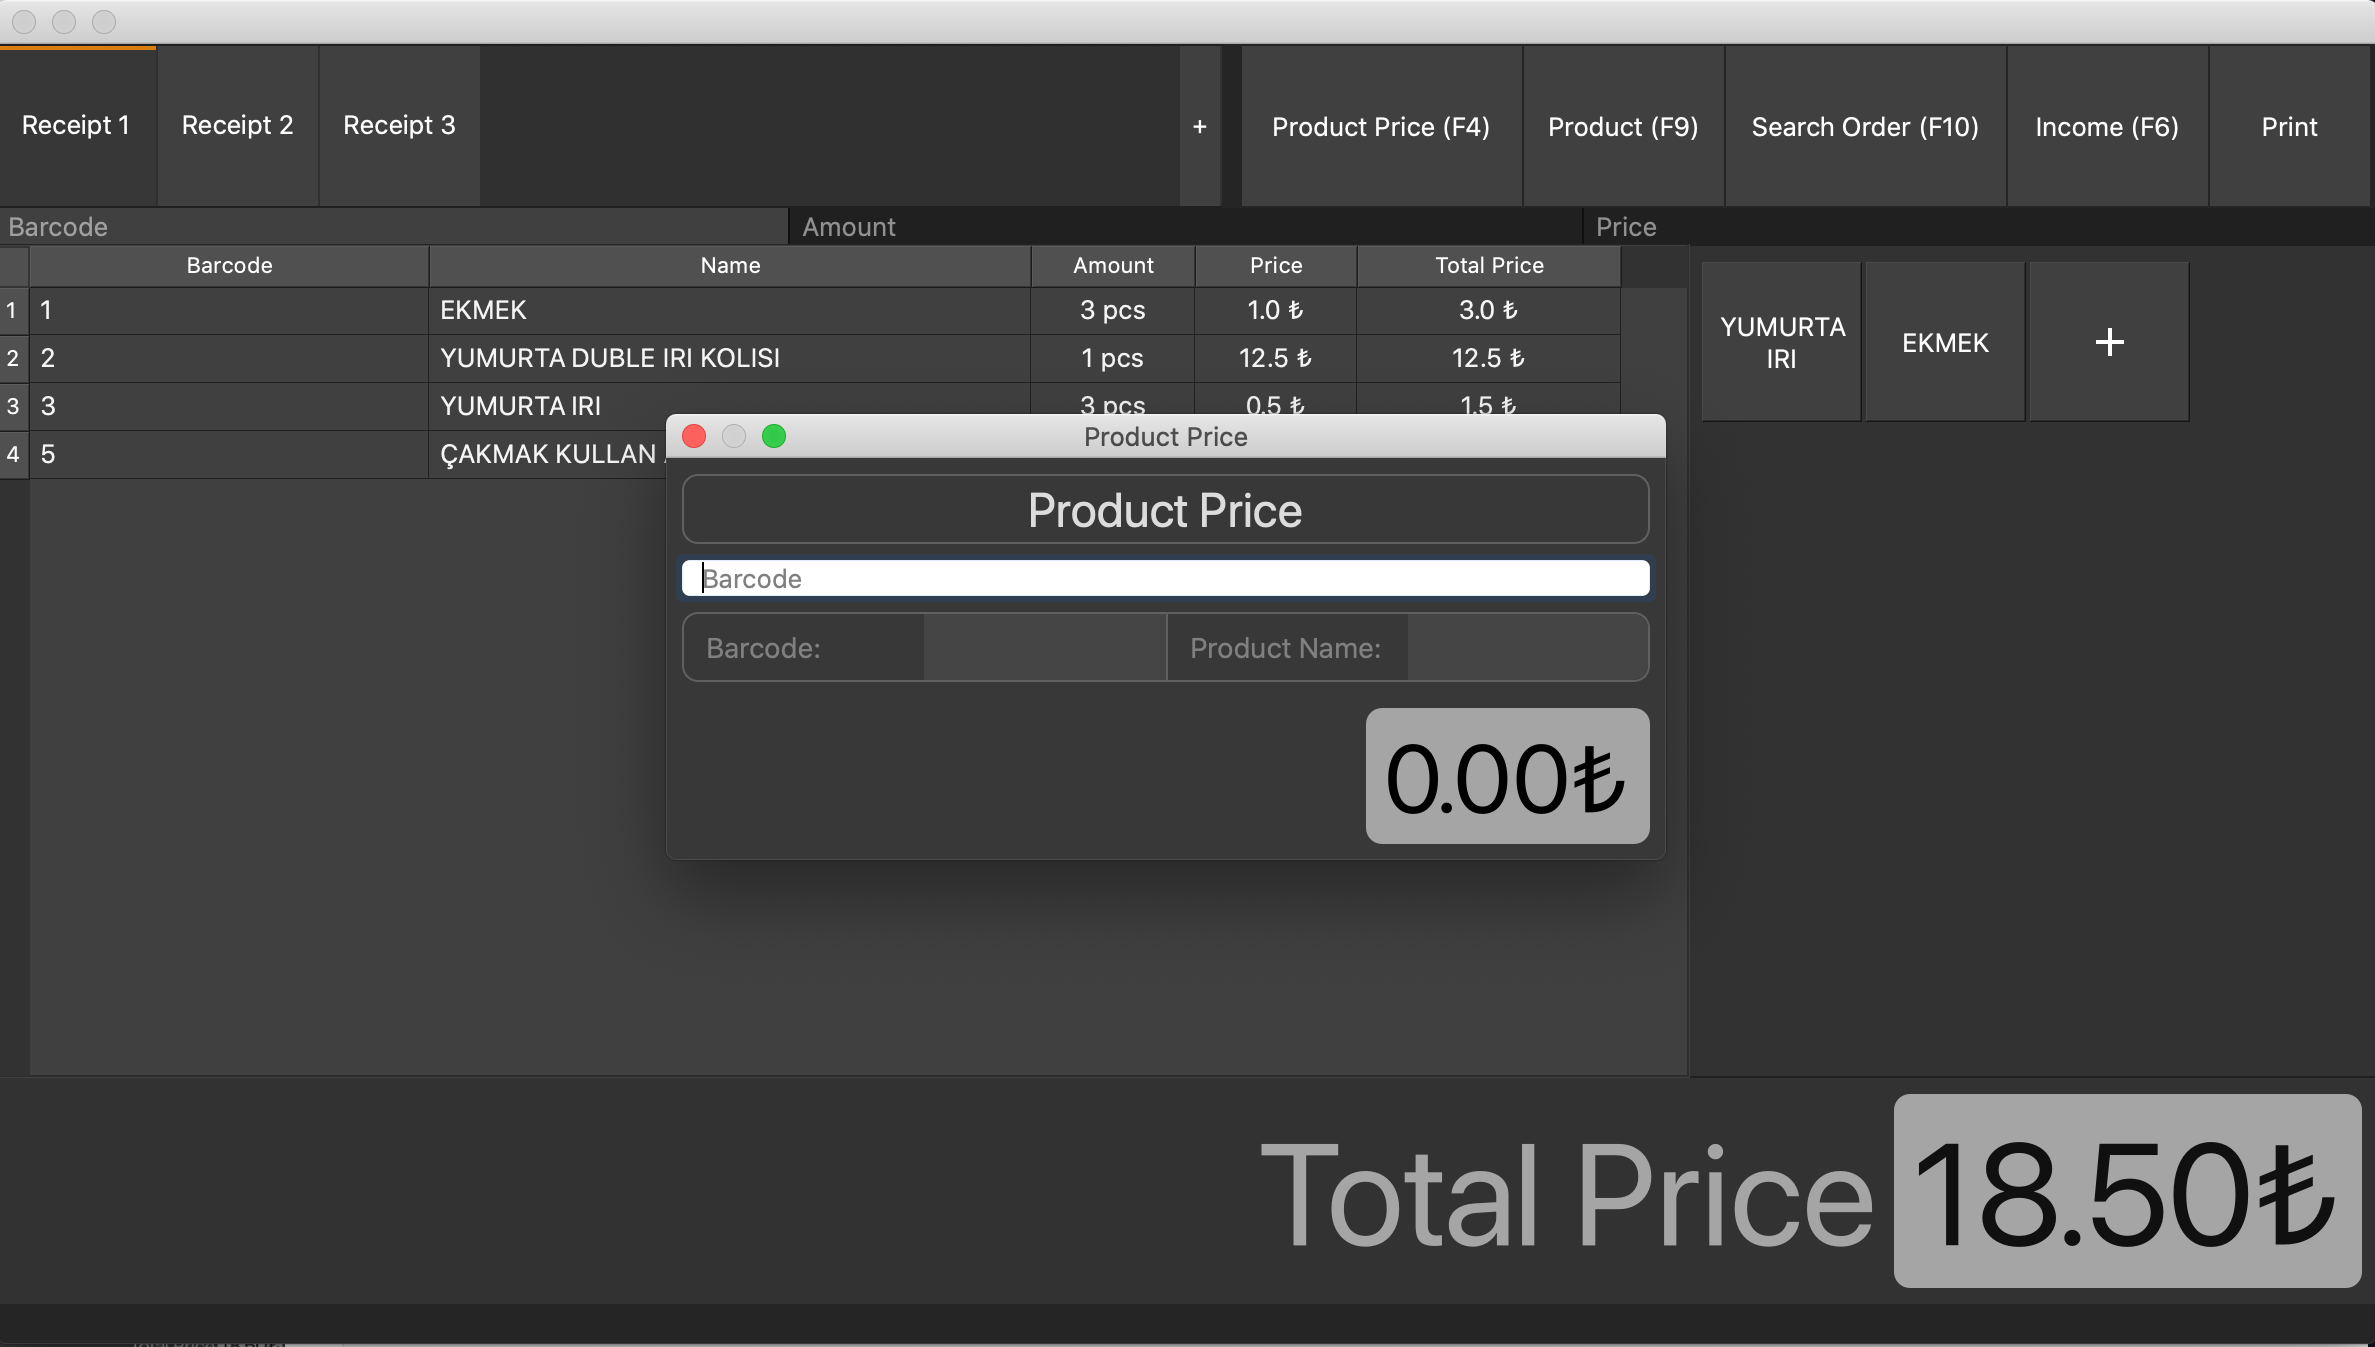 Receipt 1
Receipt 2
Receipt 3
+
Product Price (F4)
Product (F9)
Search Order (F10)
Income (F6)
Print
Barcode
Amount
Price
Barcode Name Amount Price Total Price
1 1 EKMEK 3 pcs 1.0 ₺ 3.0 ₺
2 2 YUMURTA DUBLE IRI KOLISI 1 pcs 12.5 ₺ 12.5 ₺
3 3 YUMURTA IRI 3 pcs 0.5 ₺ 1.5 ₺
4 5 ÇAKMAK KULLAN
YUMURTA
IRI
EKMEK
+
Product Price
Product Price
Barcode
Barcode:
Product Name:
0.00₺
Total Price 18.50₺